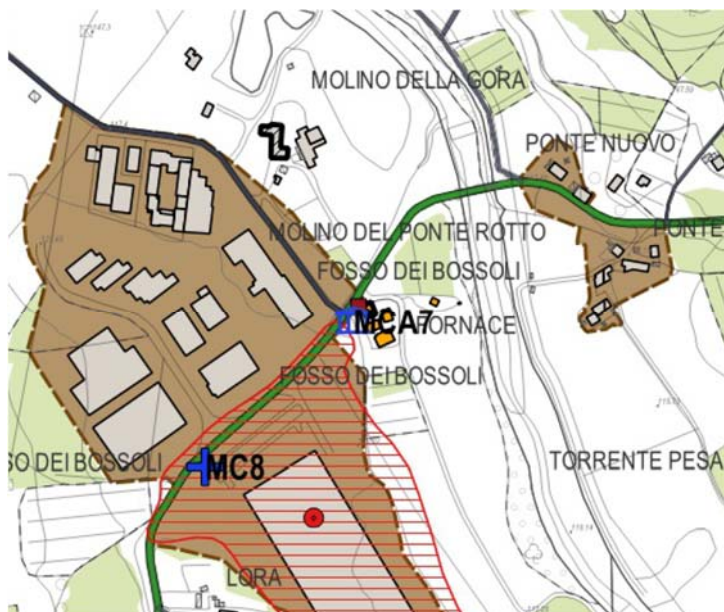 MOLINO DELLA GORA
PONTE NUOVO
MOLINO DEL PONTE ROTTO
PONTE
FOSSO DEI BOSSOLI
MCA7
FORNACE
FOSSO DEI BOSSOLI
SO DEI BOSSOLI
MC8
TORRENTE PESA
LORA